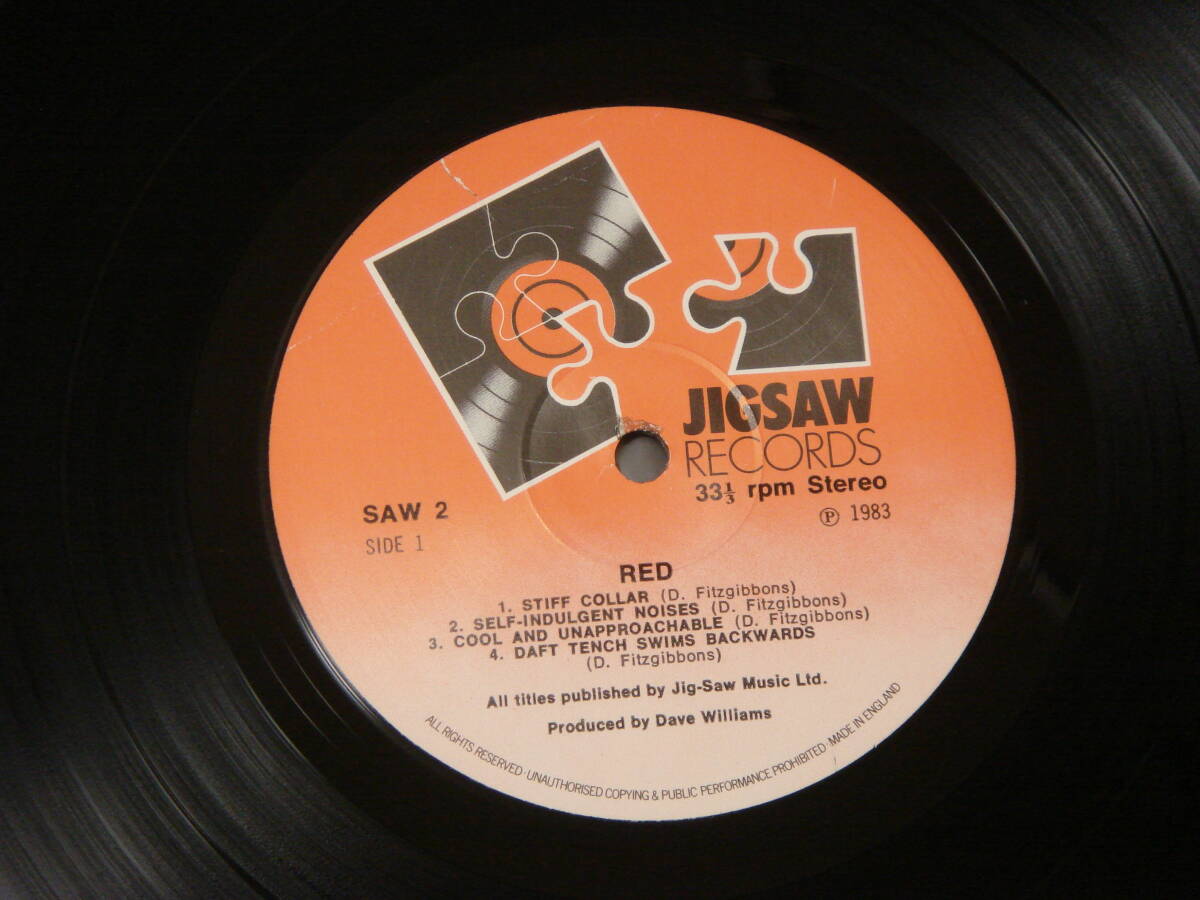 JIGSAW
RECORDS
33⅓ rpm Stereo
℗ 1983
SAW 2
SIDE 1
RED
1. STIFF COLLAR (D. Fitzgibbons)
2. SELF-INDULGENT NOISES (D. Fitzgibbons)
3. COOL AND UNAPPROACHABLE (D. Fitzgibbons)
4. DAFT TENCH SWIMS BACKWARDS
(D. Fitzgibbons)
All titles published by Jig-Saw Music Ltd.
Produced by Dave Williams
ALL RIGHTS RESERVED · UNAUTHORISED COPYING & PUBLIC PERFORMANCE PROHIBITED · MADE IN ENGLAND